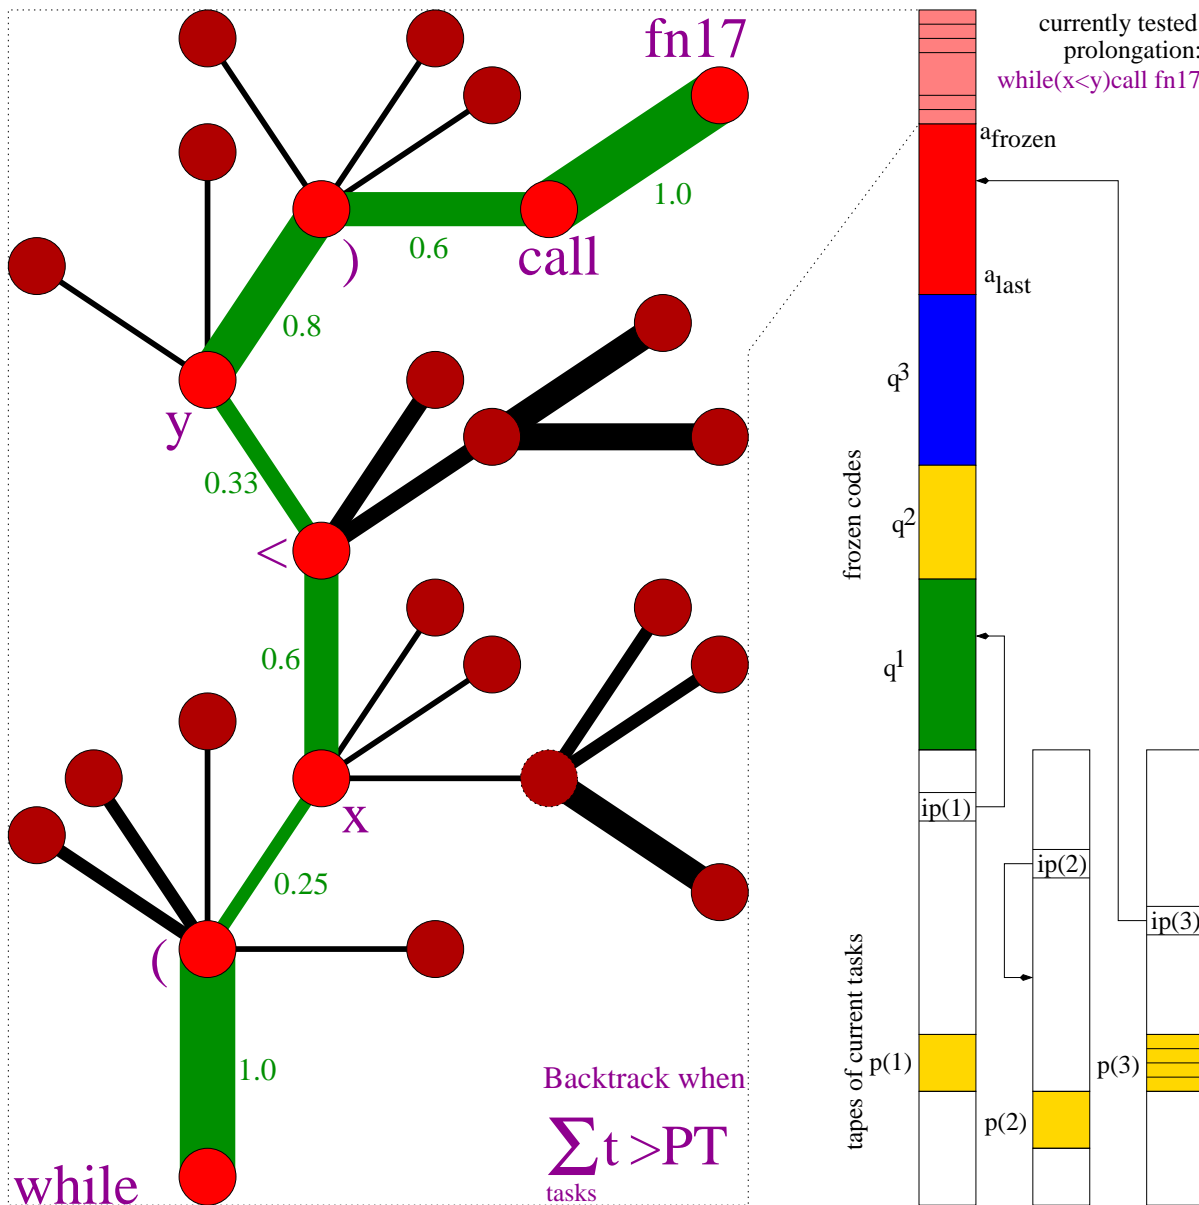 fn17
1.0
call
0.6
)
0.8
y
0.33
<
0.6
x
0.25
(
1.0
while
Backtrack when
∑ t >PT
tasks
currently tested
prolongation:
while(x<y)call fn17
a frozen
a last
q3
q2
q1
frozen codes
ip(1)
ip(2)
ip(3)
tapes of current tasks
p(1)
p(2)
p(3)